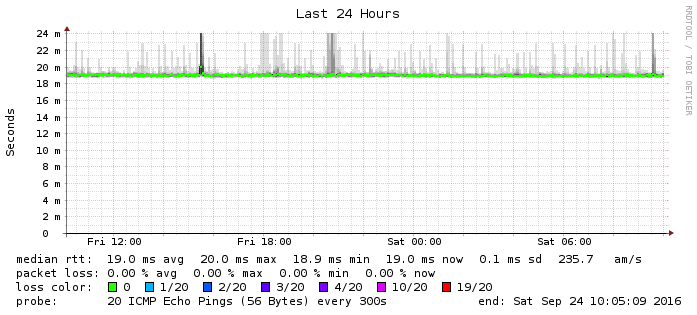 Last 24 Hours
RRDTOOL / TOBI OETIKER
Seconds
24 m
22 m
20 m
18 m
16 m
14 m
12 m
10 m
8 m
6 m
4 m
2 m
0
Fri 12:00 Fri 18:00 Sat 00:00 Sat 06:00
median rtt: 19.0 ms avg 20.0 ms max 18.9 ms min 19.0 ms now 0.1 ms sd 235.7 am/s
packet loss: 0.00 % avg 0.00 % max 0.00 % min 0.00 % now
loss color: 0 1/20 2/20 3/20 4/20 10/20 19/20
probe: 20 ICMP Echo Pings (56 Bytes) every 300s end: Sat Sep 24 10:05:09 2016